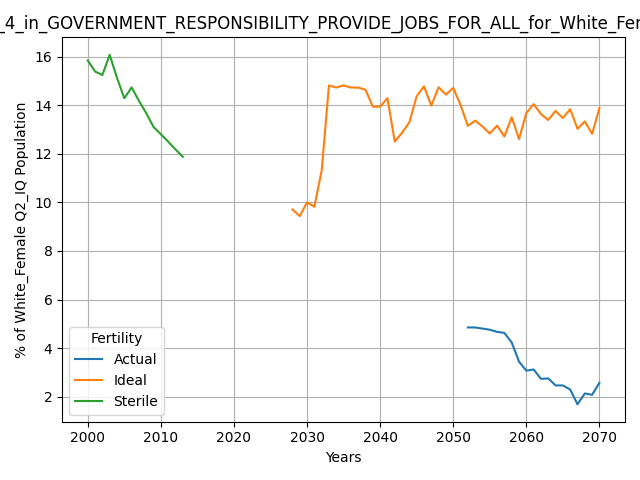 _4_in_GOVERNMENT_RESPONSIBILITY_PROVIDE_JOBS_FOR_ALL_for_White_Fer
% of White_Female Q2_IQ Population
16
14
12
10
8
6
4
2
Fertility
Actual
Ideal
Sterile
2000 2010 2020 2030 2040 2050 2060 2070
Years